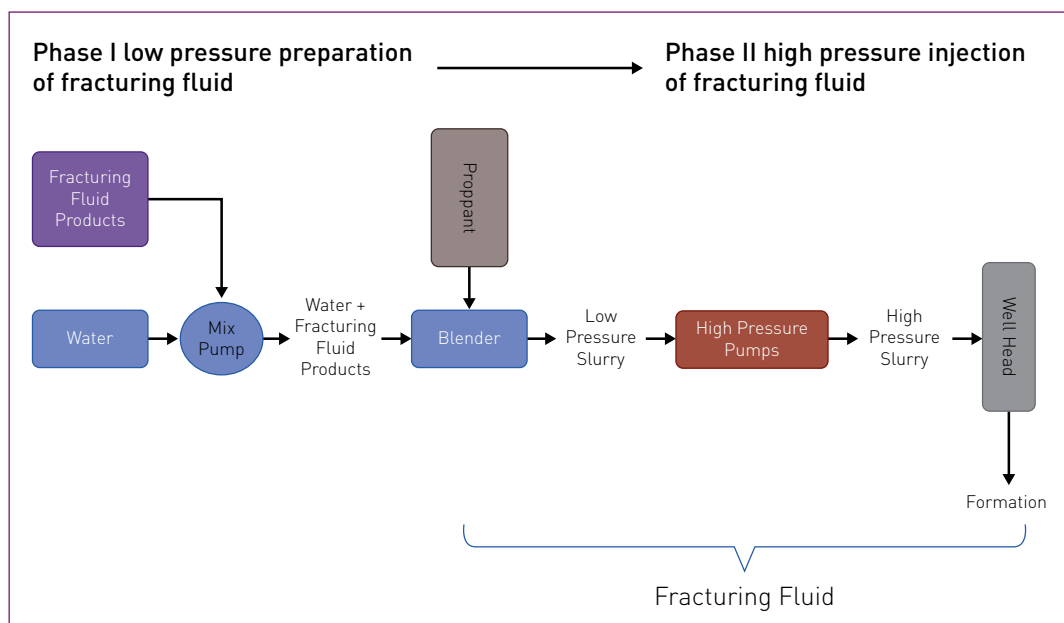 Phase I low pressure preparation
of fracturing fluid
Phase II high pressure injection
of fracturing fluid
Fracturing
Fluid
Products
Proppant
Water
Mix
Pump
Water +
Fracturing
Fluid
Products
Blender
Low
Pressure
Slurry
High Pressure
Pumps
High
Pressure
Slurry
Well Head
Formation
Fracturing Fluid